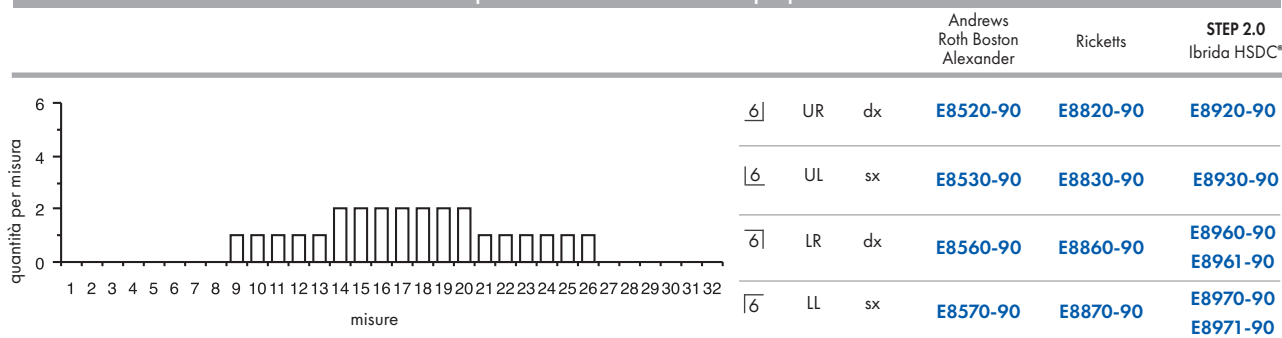 Andrews
Roth Boston
Alexander
Ricketts
STEP 2.0
Ibrida HSDC®
6
4
2
0
quantità per misura
1 2 3 4 5 6 7 8 9 10 11 12 13 14 15 16 17 18 19 20 21 22 23 24 25 26 27 28 29 30 31 32
misure
6 UR dx E8520-90 E8820-90 E8920-90
6 UL sx E8530-90 E8830-90 E8930-90
6 LR dx E8560-90 E8860-90 E8960-90
E8961-90
6 LL sx E8570-90 E8870-90 E8970-90
E8971-90